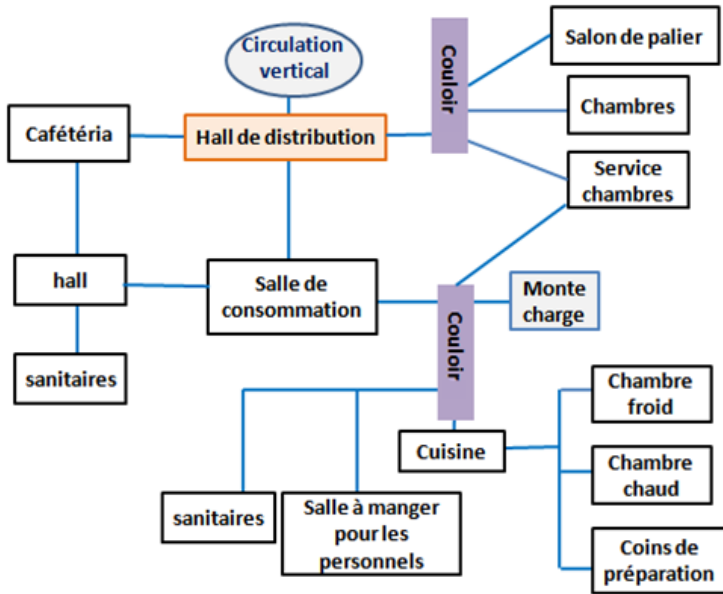 Circulation
vertical
Couloir
Salon de palier
Cafétéria
Hall de distribution
Chambres
Service
chambres
hall
Salle de
consommation
Couloir
Monte
charge
sanitaires
Chambre
froid
Cuisine
Chambre
chaud
sanitaires
Salle à manger
pour les
personnels
Coins de
préparation